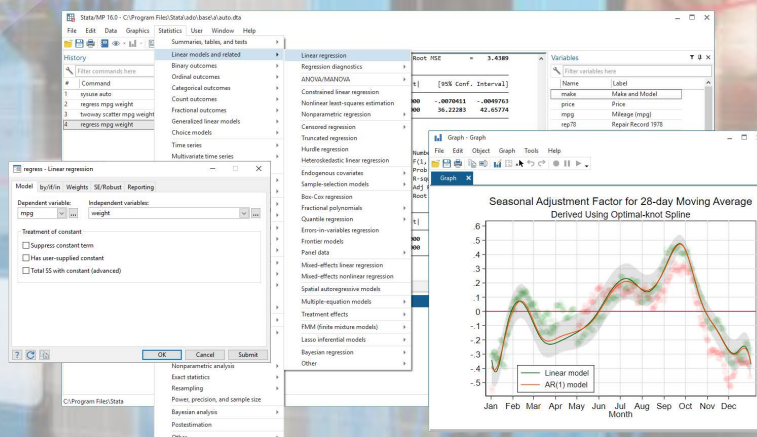 Stata/MP 16.0 - C:\Program Files\Stata\ado\base\a\auto.dta
File Edit Data Graphics Statistics User Window Help
History
Filter commands here
# Command
1 sysuse auto
2 regress mpg weight
3 twoway scatter mpg weight
4 regress mpg weight
Summaries, tables, and tests
Linear models and related
Binary outcomes
Ordinal outcomes
Categorical outcomes
Count outcomes
Fractional outcomes
Generalized linear models
Choice models
Time series
Multivariate time series
Nonparametric analysis
Exact statistics
Resampling
Power, precision, and sample size
Bayesian analysis
Postestimation
Other
Linear regression
Regression diagnostics
ANOVA/MANOVA
Constrained linear regression
Nonlinear least-squares estimation
Nonparametric regression
Censored regression
Truncated regression
Hurdle regression
Heteroskedastic linear regression
Endogenous covariates
Sample-selection models
Box-Cox regression
Fractional polynomials
Quantile regression
Errors-in-variables regression
Frontier models
Panel data
Mixed-effects linear regression
Mixed-effects nonlinear regression
Spatial autoregressive models
Multiple-equation models
Treatment effects
FMM (finite mixture models)
Lasso inferential models
Bayesian regression
Other
Root MSE = 3.4389
t| [95% Conf. Interval]
000 -.0070411 -.0049763
000 36.22283 42.65774
Numbe
F(1,
Prob
R-squ
Adj R
Root
t|
000
000
Variables
Filter variables here
Name Label
make Make and Model
price Price
mpg Mileage (mpg)
rep78 Repair Record 1978
regress - Linear regression
Model by/if/in Weights SE/Robust Reporting
Dependent variable: Independent variables:
mpg weight
Treatment of constant
Suppress constant term
Has user-supplied constant
Total SS with constant (advanced)
OK Cancel Submit
C:\Program Files\Stata
Graph - Graph
File Edit Object Graph Tools Help
Graph
Seasonal Adjustment Factor for 28-day Moving Average
Derived Using Optimal-knot Spline
.6
.5
.4
.3
.2
.1
0
-.1
-.2
-.3
-.4
-.5
Linear model
AR(1) model
Jan Feb Mar Apr May Jun Jul Aug Sep Oct Nov Dec
Month